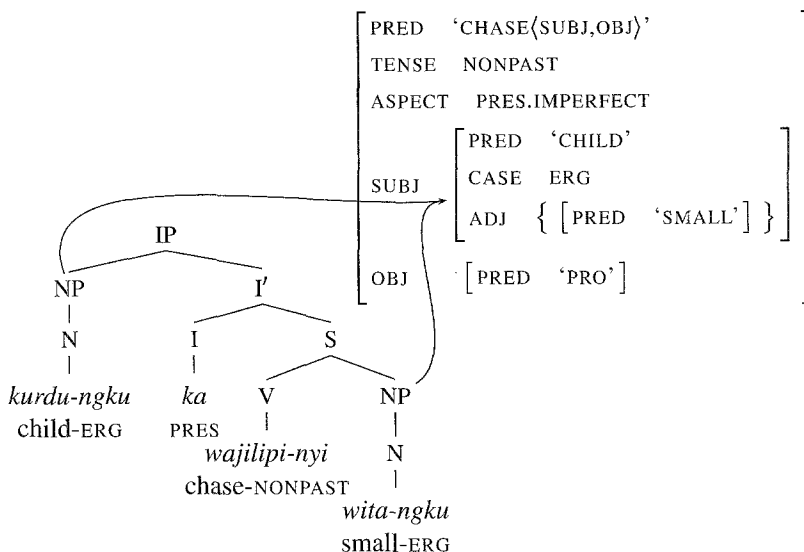 PRED ‘CHASE⟨SUBJ,OBJ⟩’
TENSE NONPAST
ASPECT PRES.IMPERFECT
PRED ‘CHILD’
SUBJ CASE ERG
ADJ { [PRED ‘SMALL’] }
OBJ [PRED ‘PRO’]
IP
NP I′
N I S
kurdu-ngku ka V NP
child-ERG PRES
wajilipi-nyi N
chase-NONPAST
wita-ngku
small-ERG